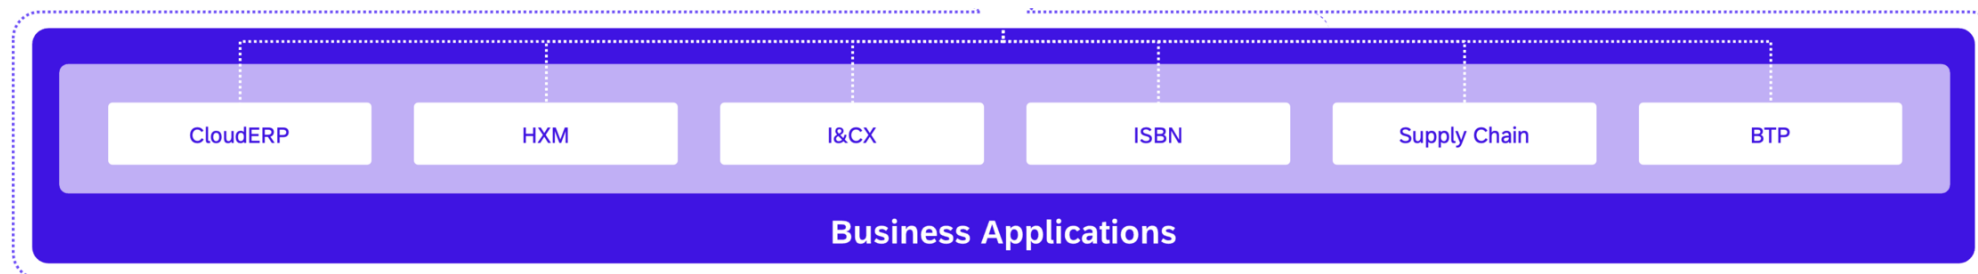 CloudERP
HXM
I&CX
ISBN
Supply Chain
BTP
Business Applications